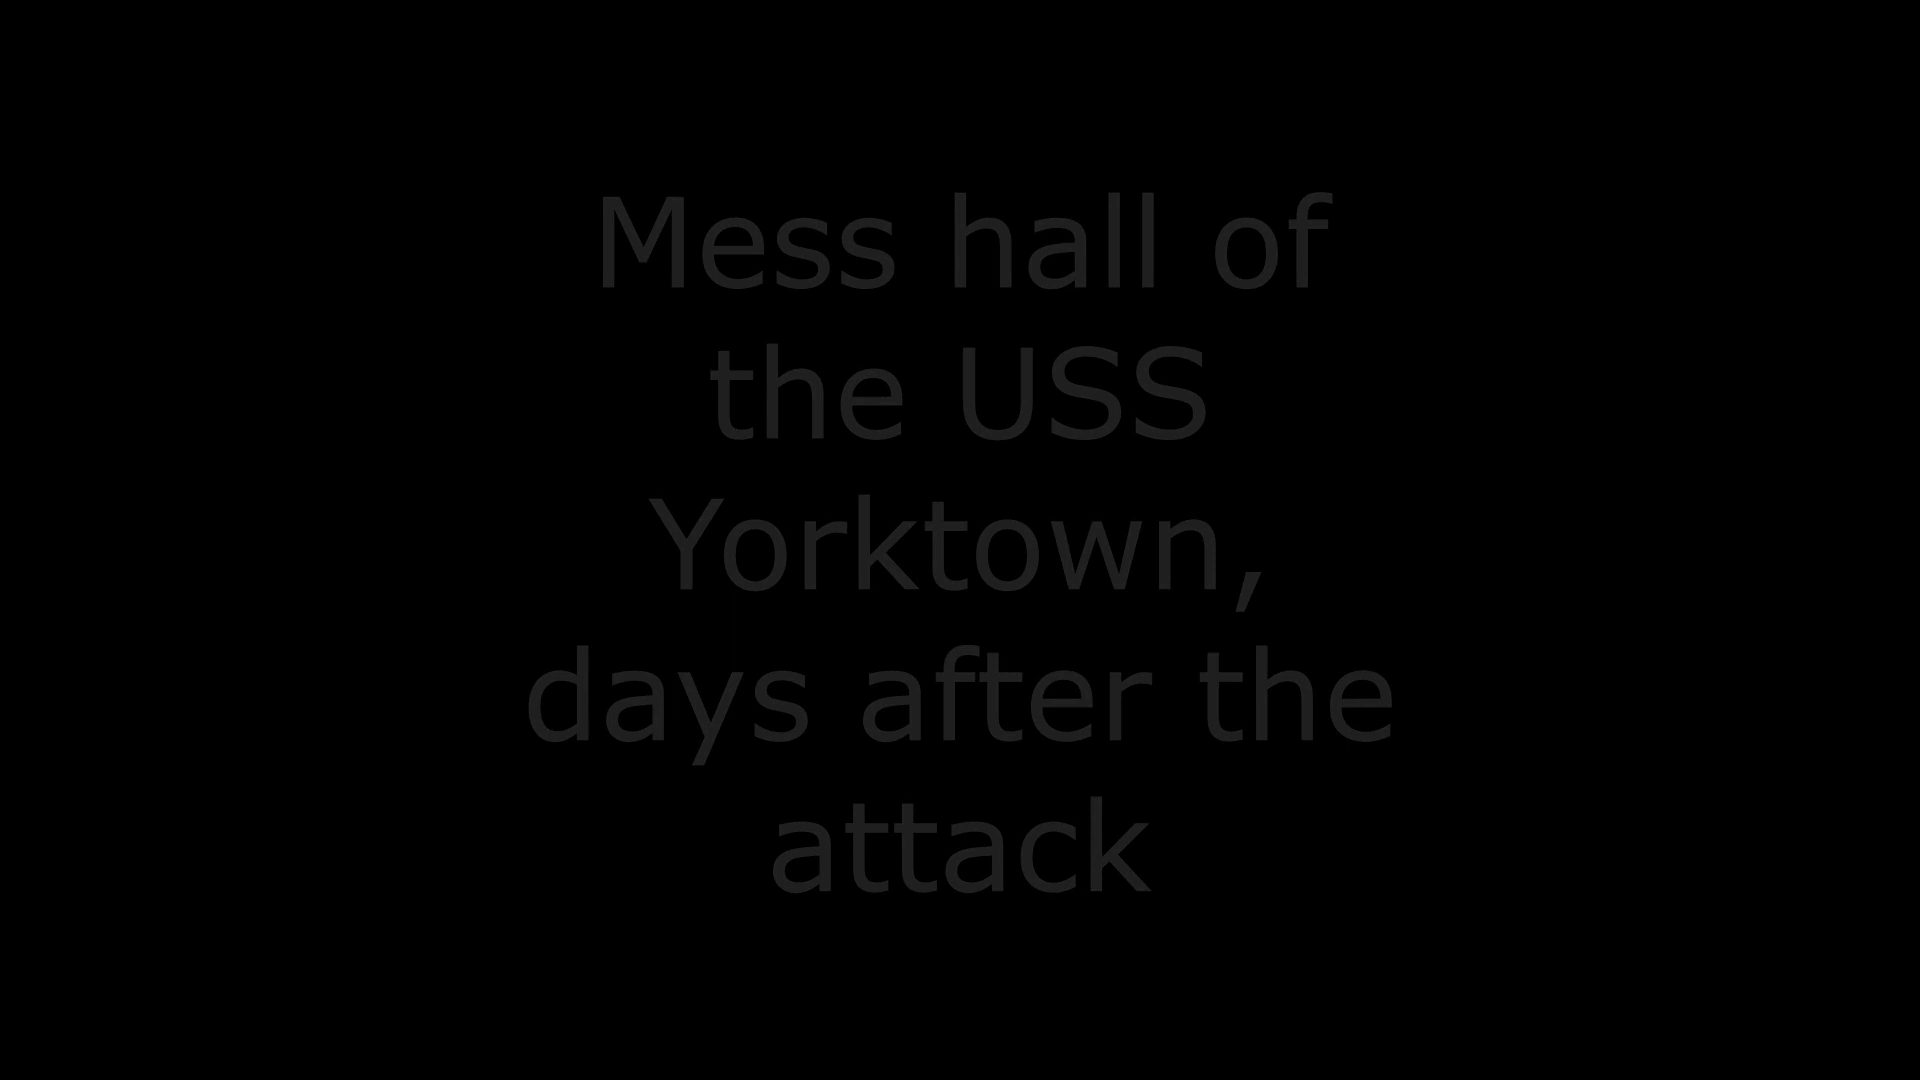 Mess hall of
the USS
Yorktown,
days after the
attack